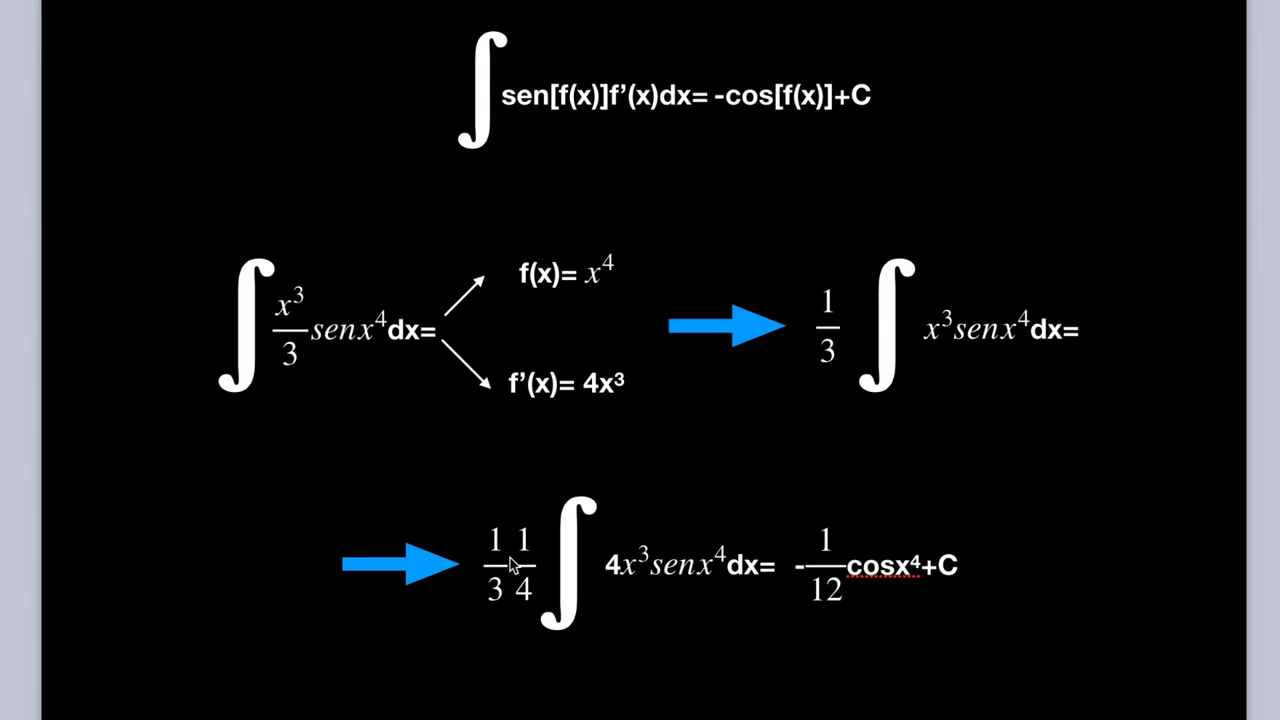 ∫ sen[f(x)]f’(x)dx= -cos[f(x)]+C
f(x)= x⁴
∫ x³/3 senx⁴dx=
1/3 ∫ x³senx⁴dx=
f’(x)= 4x³
1/3 1/4 ∫ 4x³senx⁴dx= -1/12 cosx⁴+C